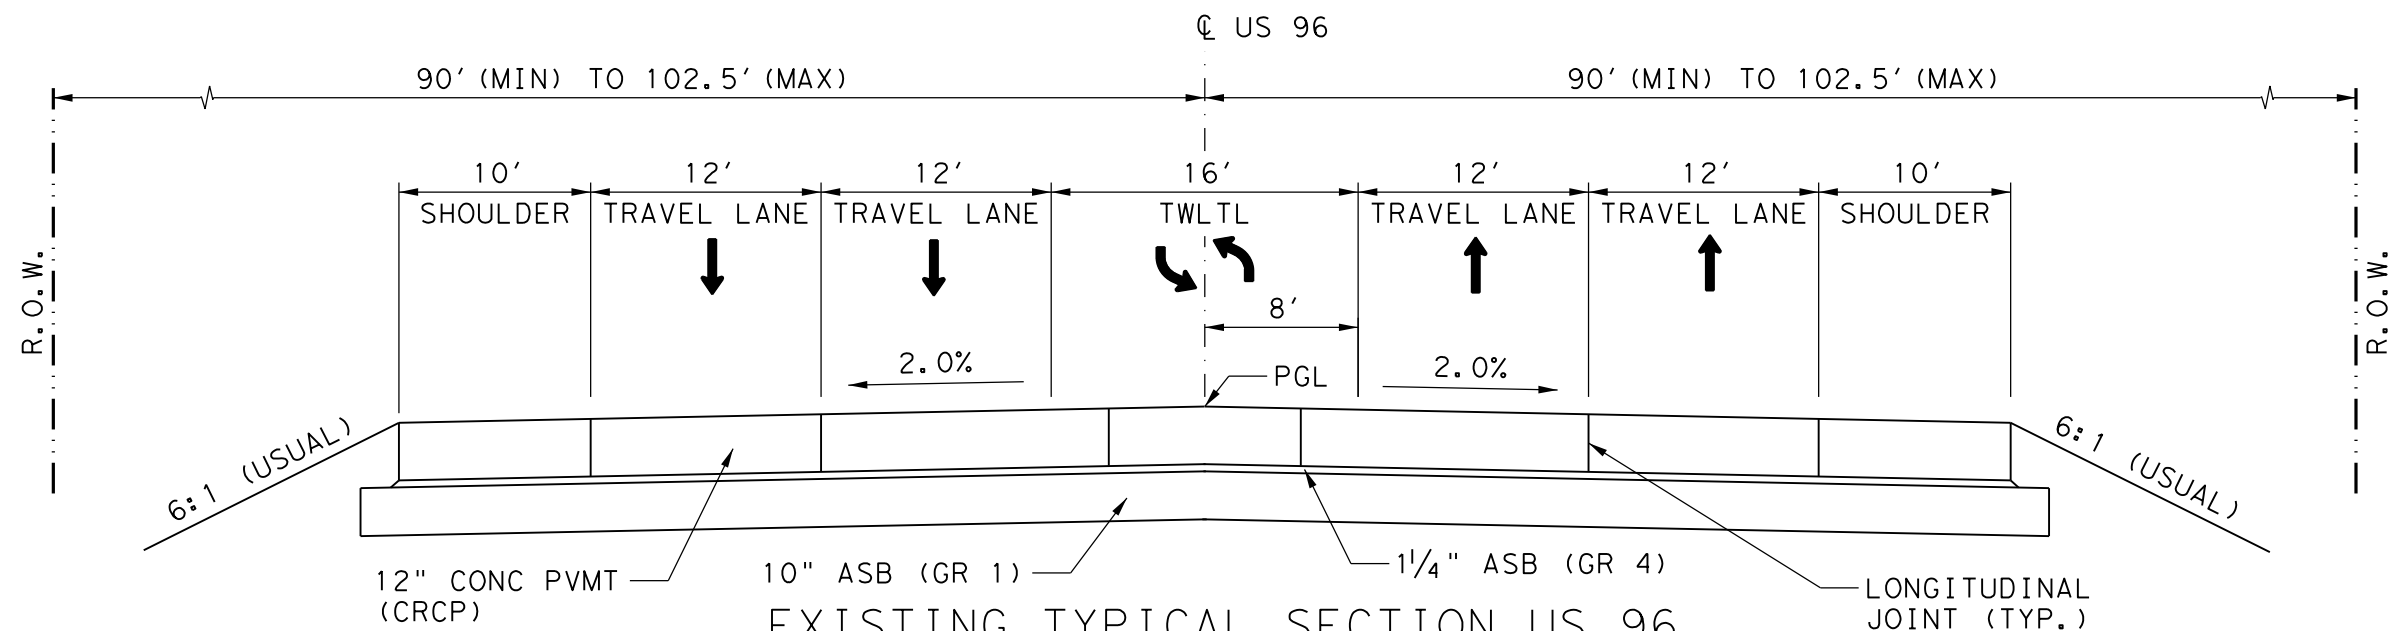 ℄ US 96
90' (MIN) TO 102.5' (MAX)
90' (MIN) TO 102.5' (MAX)
10'
12'
12'
16'
12'
12'
10'
SHOULDER
TRAVEL LANE
TRAVEL LANE
TWLTL
TRAVEL LANE
TRAVEL LANE
SHOULDER
R.O.W.
R.O.W.
8'
2.0%
2.0%
PGL
6:1 (USUAL)
6:1 (USUAL)
12" CONC PVMT
(CRCP)
10" ASB (GR 1)
1¼" ASB (GR 4)
LONGITUDINAL
JOINT (TYP.)
EXISTING TYPICAL SECTION US 96